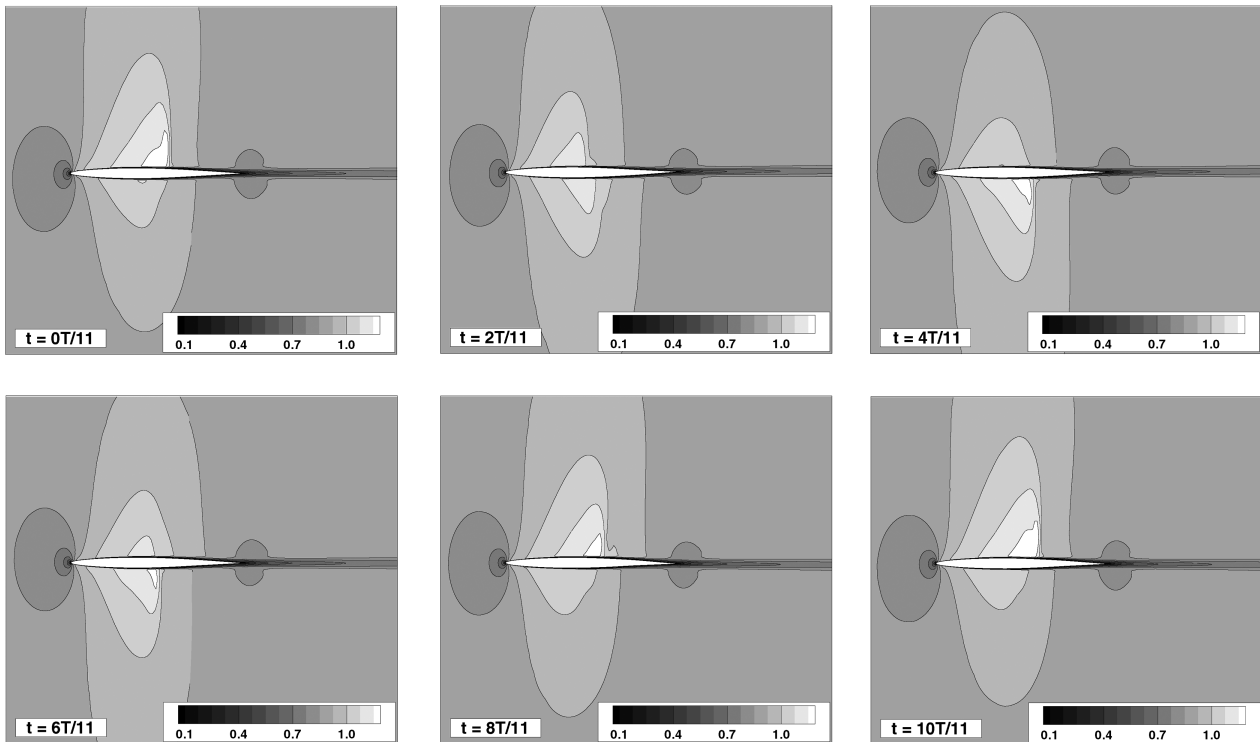 t = 0T/11
0.1 0.4 0.7 1.0
t = 2T/11
0.1 0.4 0.7 1.0
t = 4T/11
0.1 0.4 0.7 1.0
t = 6T/11
0.1 0.4 0.7 1.0
t = 8T/11
0.1 0.4 0.7 1.0
t = 10T/11
0.1 0.4 0.7 1.0